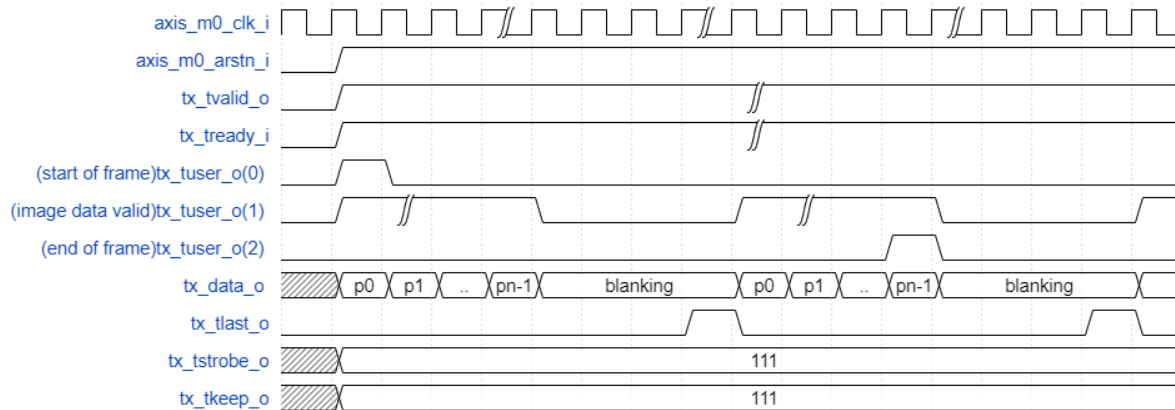 axis_m0_clk_i
axis_m0_arstn_i
tx_tvalid_o
tx_tready_i
(start of frame)tx_tuser_o(0)
(image data valid)tx_tuser_o(1)
(end of frame)tx_tuser_o(2)
tx_data_o p0 p1 .. pn-1 blanking p0 p1 .. pn-1 blanking
tx_tlast_o
tx_tstrobe_o 111
tx_tkeep_o 111